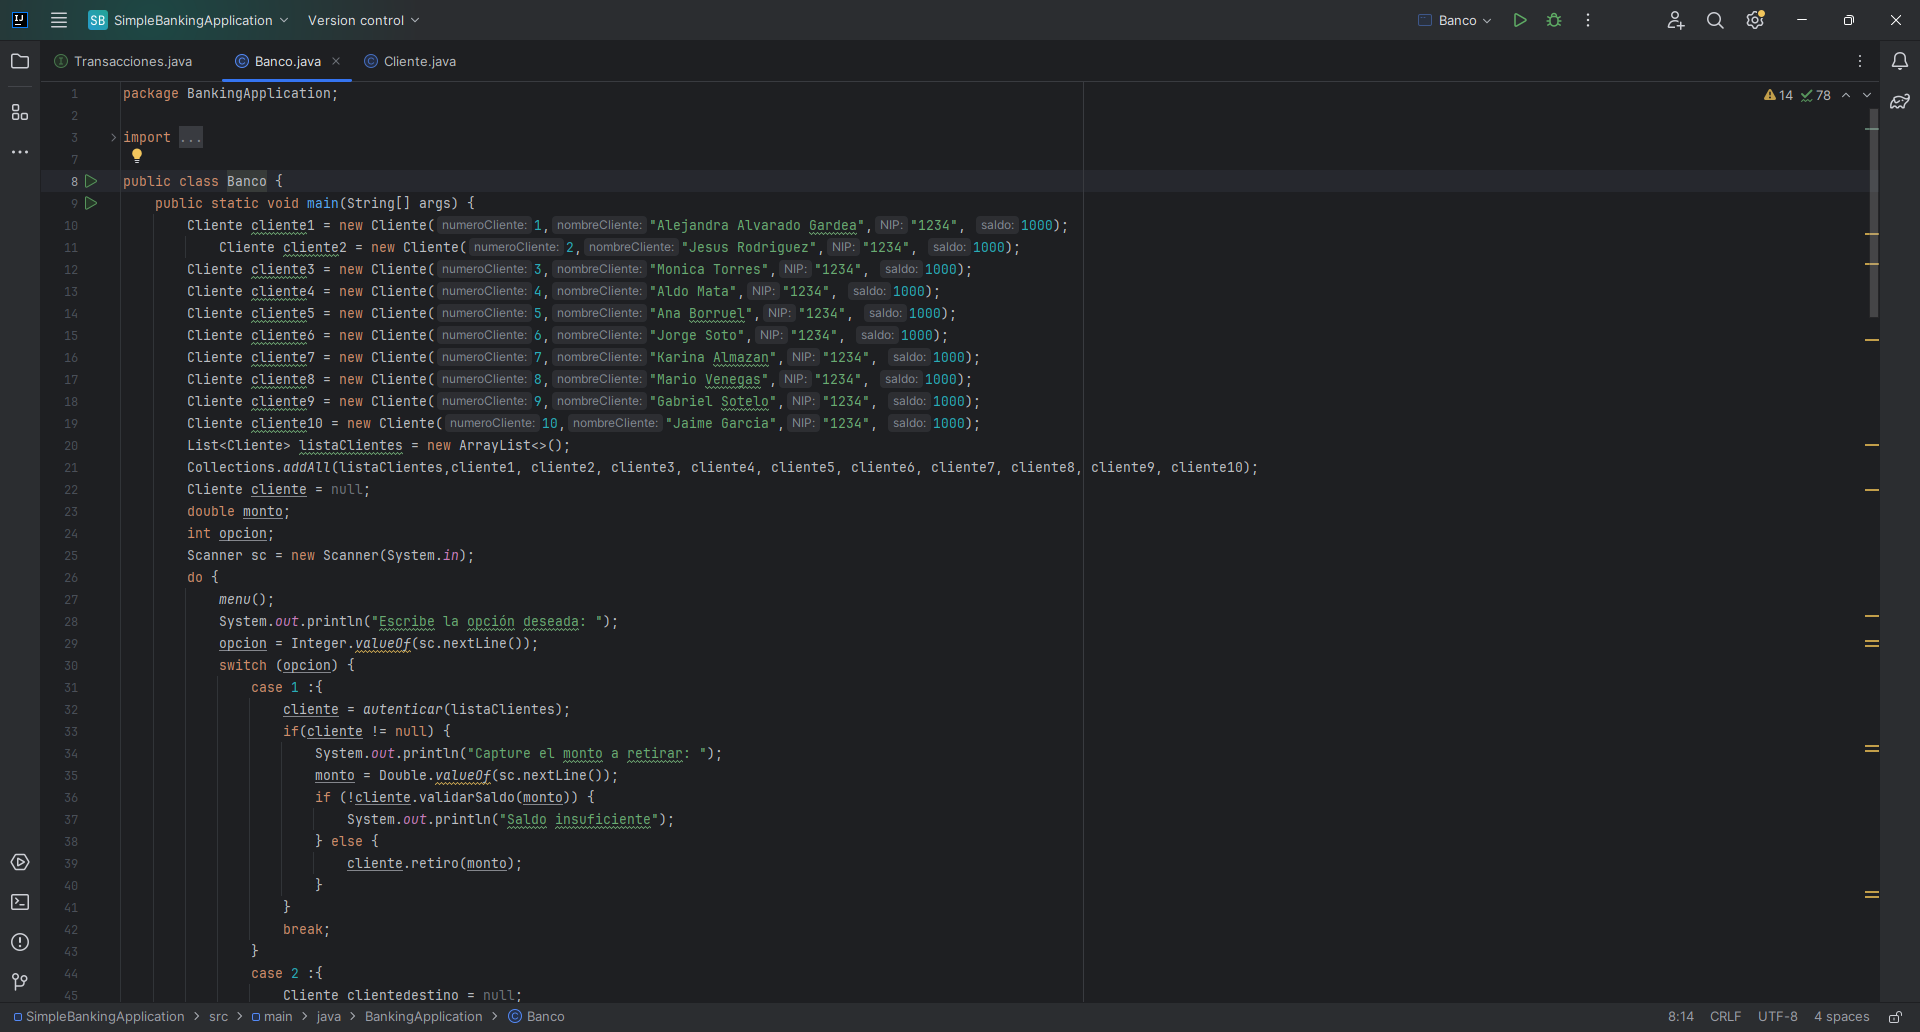 SB SimpleBankingApplication Version control Banco
Transacciones.java Banco.java Cliente.java
14 78
1 package BankingApplication;
2
3 import ...
7
8 public class Banco {
9 public static void main(String[] args) {
10 Cliente cliente1 = new Cliente( numeroCliente: 1, nombreCliente: "Alejandra Alvarado Gardea", NIP: "1234", saldo: 1000);
11 Cliente cliente2 = new Cliente( numeroCliente: 2, nombreCliente: "Jesus Rodriguez", NIP: "1234", saldo: 1000);
12 Cliente cliente3 = new Cliente( numeroCliente: 3, nombreCliente: "Monica Torres", NIP: "1234", saldo: 1000);
13 Cliente cliente4 = new Cliente( numeroCliente: 4, nombreCliente: "Aldo Mata", NIP: "1234", saldo: 1000);
14 Cliente cliente5 = new Cliente( numeroCliente: 5, nombreCliente: "Ana Borruel", NIP: "1234", saldo: 1000);
15 Cliente cliente6 = new Cliente( numeroCliente: 6, nombreCliente: "Jorge Soto", NIP: "1234", saldo: 1000);
16 Cliente cliente7 = new Cliente( numeroCliente: 7, nombreCliente: "Karina Almazan", NIP: "1234", saldo: 1000);
17 Cliente cliente8 = new Cliente( numeroCliente: 8, nombreCliente: "Mario Venegas", NIP: "1234", saldo: 1000);
18 Cliente cliente9 = new Cliente( numeroCliente: 9, nombreCliente: "Gabriel Sotelo", NIP: "1234", saldo: 1000);
19 Cliente cliente10 = new Cliente( numeroCliente: 10, nombreCliente: "Jaime Garcia", NIP: "1234", saldo: 1000);
20 List<Cliente> listaClientes = new ArrayList<>();
21 Collections.addAll(listaClientes,cliente1, cliente2, cliente3, cliente4, cliente5, cliente6, cliente7, cliente8, cliente9, cliente10);
22 Cliente cliente = null;
23 double monto;
24 int opcion;
25 Scanner sc = new Scanner(System.in);
26 do {
27 menu();
28 System.out.println("Escribe la opción deseada: ");
29 opcion = Integer.valueOf(sc.nextLine());
30 switch (opcion) {
31 case 1 :{
32 cliente = autenticar(listaClientes);
33 if(cliente != null) {
34 System.out.println("Capture el monto a retirar: ");
35 monto = Double.valueOf(sc.nextLine());
36 if (!cliente.validarSaldo(monto)) {
37 System.out.println("Saldo insuficiente");
38 } else {
39 cliente.retiro(monto);
40 }
41 }
42 break;
43 }
44 case 2 :{
45 Cliente clientedestino = null;
SimpleBankingApplication > src > main > java > BankingApplication > Banco 8:14 CRLF UTF-8 4 spaces